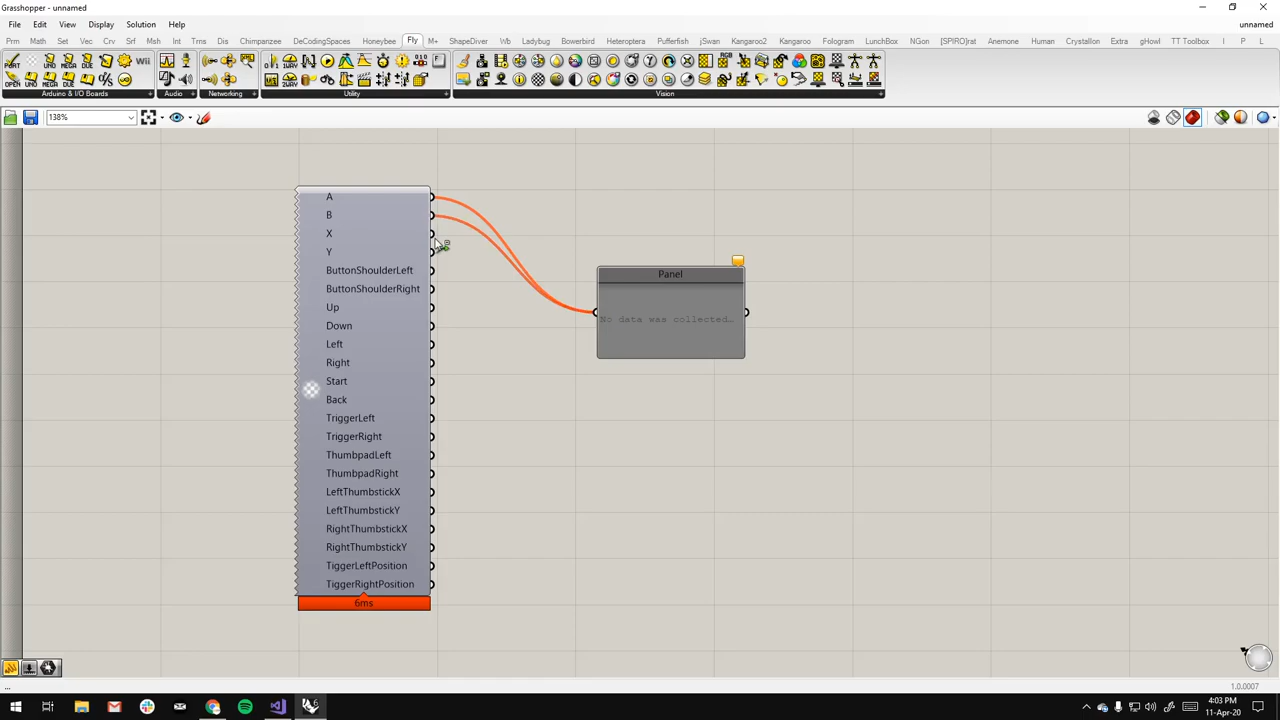 Grasshopper - unnamed
File Edit View Display Solution Help unnamed
Prm Math Set Vec Crv Srf Msh Int Trns Dis Chimpanzee DeCodingSpaces Honeybee Fly M+ ShapeDiver Wb Ladybug Bowerbird Heteroptera Pufferfish jSwan Kangaroo2 Kangaroo Fologram LunchBox NGon [SPIRO]rat Anemone Human Crystallon Extra gHowl TT Toolbox I P L
Arduino & I/O Boards Audio Networking Utility Vision
138%
A
B
X
Y
ButtonShoulderLeft
ButtonShoulderRight
Up
Down
Left
Right
Start
Back
TriggerLeft
TriggerRight
ThumbpadLeft
ThumbpadRight
LeftThumbstickX
LeftThumbstickY
RightThumbstickX
RightThumbstickY
TiggerLeftPosition
TiggerRightPosition
6ms
Panel
No data was collected…
...
1.0.0007
4:03 PM
11-Apr-20